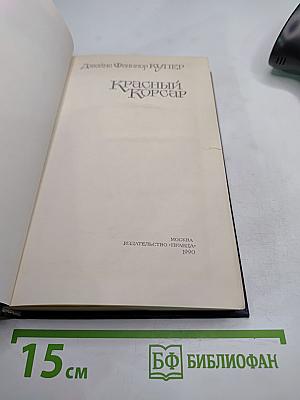 Джеймс Фенимор КУПЕР
Красный
Корсар
МОСКВА
ИЗДАТЕЛЬСТВО «ПРАВДА»
1990
15 см
БФ БИБЛИОФАН